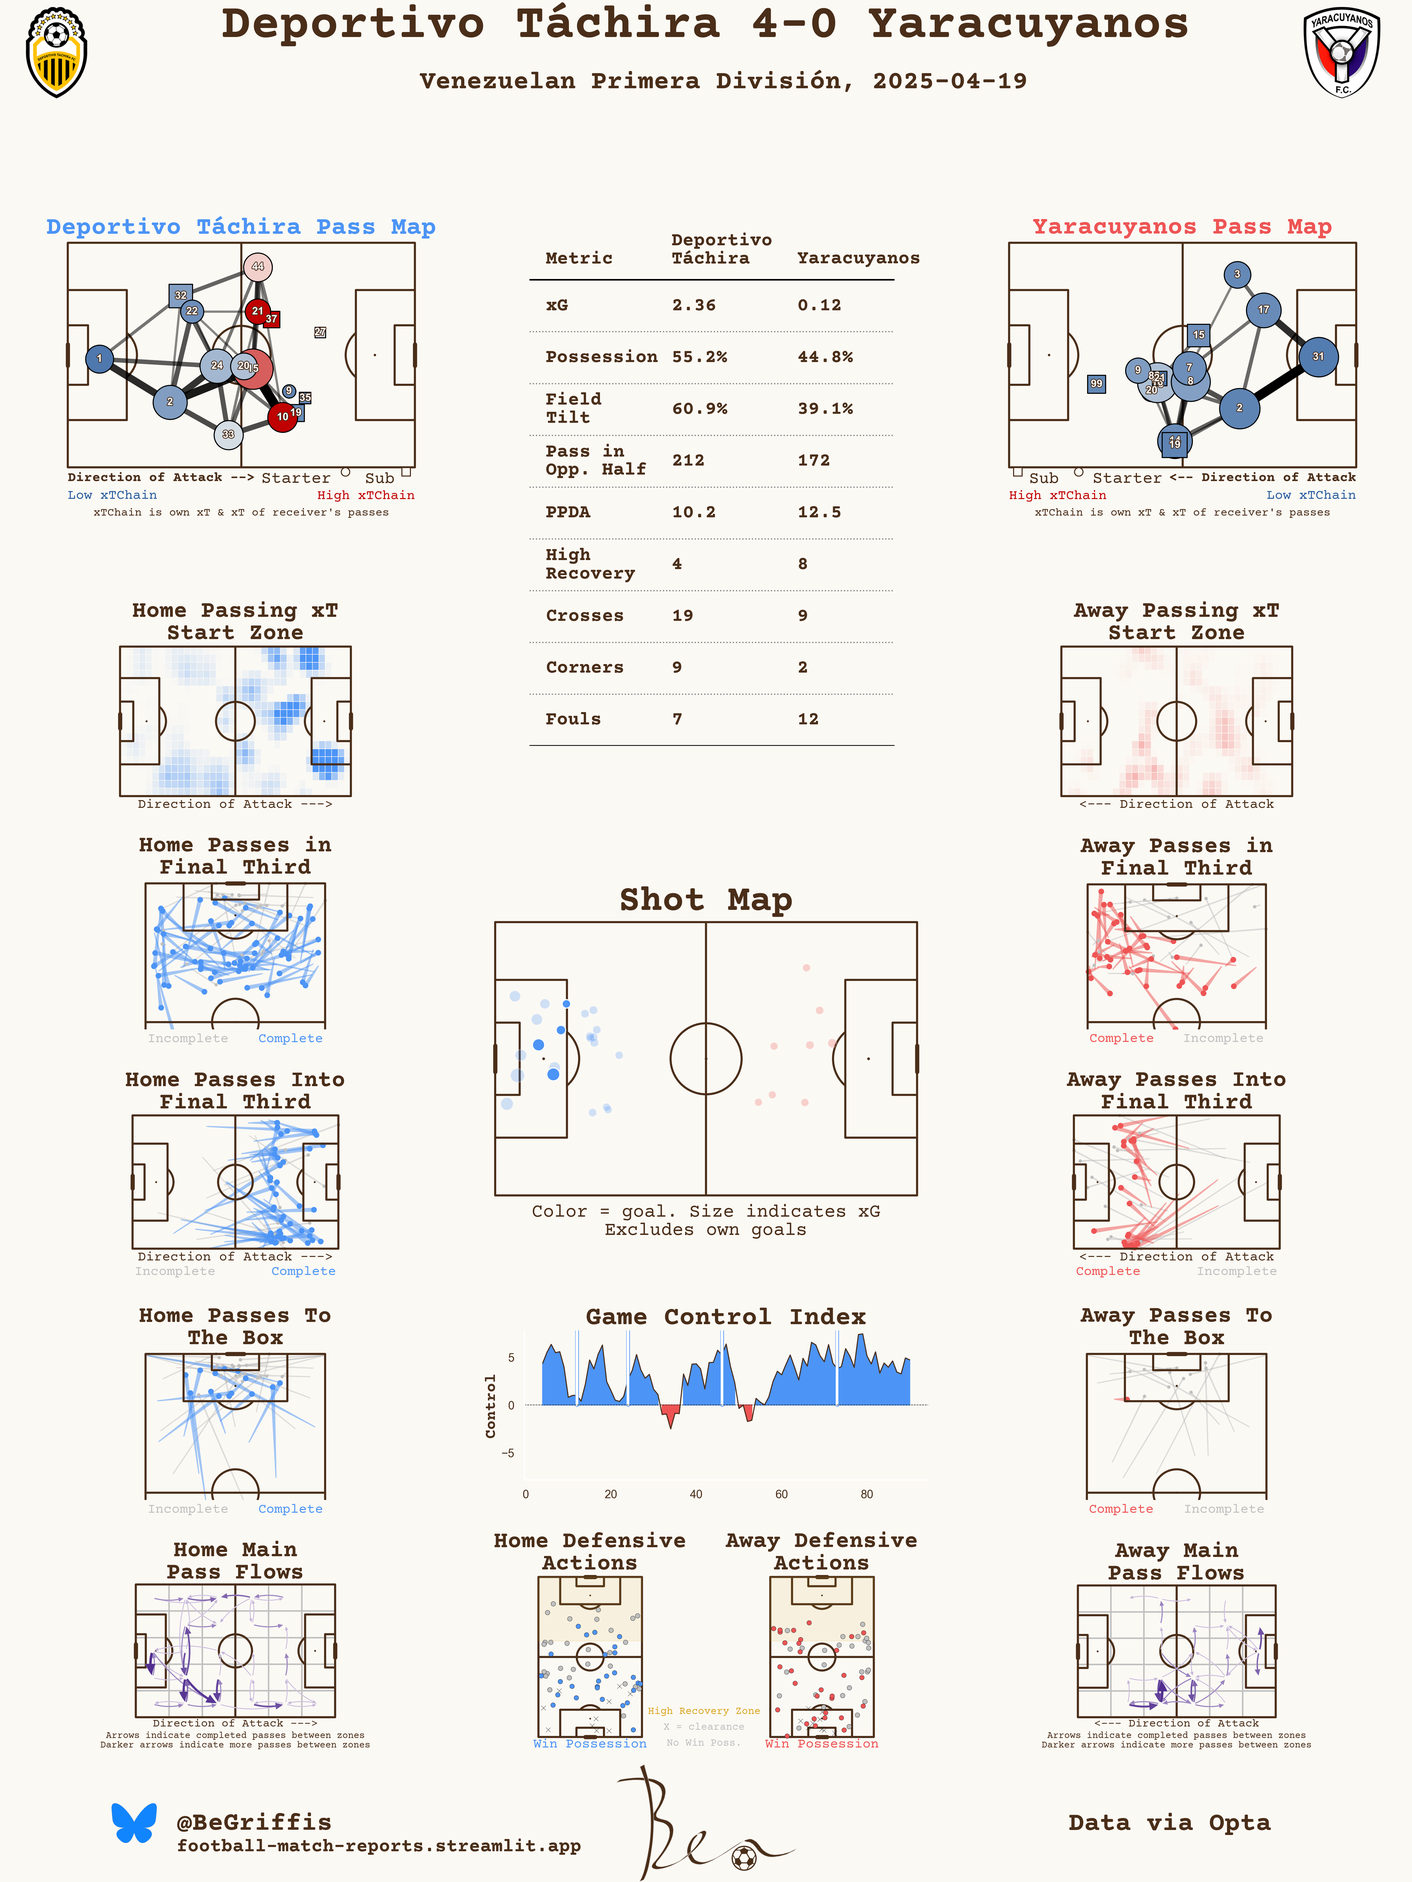 Deportivo Táchira 4-0 Yaracuyanos
Venezuelan Primera División, 2025-04-19
YARACUYANOS
F.C.
Deportivo Táchira Pass Map
44
32
22
21
37
27
1
24
20
15
9
35
2
10
19
33
Direction of Attack --> Starter Sub
Low xTChain High xTChain
xTChain is own xT & xT of receiver's passes
Metric Deportivo Táchira Yaracuyanos
xG 2.36 0.12
Possession 55.2% 44.8%
Field Tilt 60.9% 39.1%
Pass in Opp. Half 212 172
PPDA 10.2 12.5
High Recovery 4 8
Crosses 19 9
Corners 9 2
Fouls 7 12
Yaracuyanos Pass Map
3
17
15
31
9
7
8
20
99
2
14
19
Sub Starter <-- Direction of Attack
High xTChain Low xTChain
xTChain is own xT & xT of receiver's passes
Home Passing xT
Start Zone
Direction of Attack --->
Away Passing xT
Start Zone
<--- Direction of Attack
Home Passes in
Final Third
Incomplete Complete
Away Passes in
Final Third
Complete Incomplete
Shot Map
Color = goal. Size indicates xG
Excludes own goals
Home Passes Into
Final Third
Direction of Attack --->
Incomplete Complete
Away Passes Into
Final Third
<--- Direction of Attack
Complete Incomplete
Home Passes To
The Box
Incomplete Complete
Game Control Index
Control
5
0
−5
0 20 40 60 80
Away Passes To
The Box
Complete Incomplete
Home Main
Pass Flows
Direction of Attack --->
Arrows indicate completed passes between zones
Darker arrows indicate more passes between zones
Home Defensive
Actions
Win Possession
High Recovery Zone
X = clearance
No Win Poss.
Away Defensive
Actions
Win Possession
Away Main
Pass Flows
<--- Direction of Attack
Arrows indicate completed passes between zones
Darker arrows indicate more passes between zones
@BeGriffis
football-match-reports.streamlit.app
Ben
Data via Opta